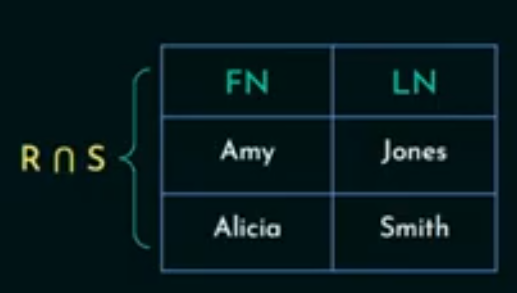 FN LN
Amy Jones
R ∩ S
Alicia Smith